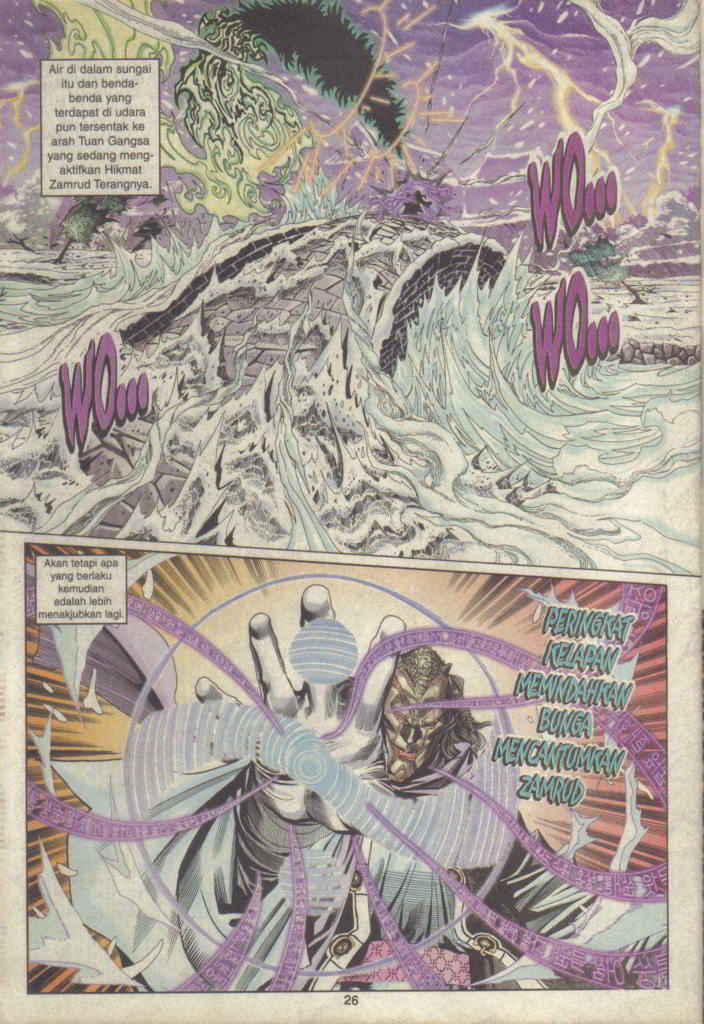 Air di dalam sungai
itu dan benda-
benda yang
terdapat di udara
pun tersentak ke
arah Tuan Gangsa
yang sedang meng-
aktifkan Hikmat
Zamrud Terangnya.
WO...
WO...
WO...
Akan tetapi apa
yang berlaku
kemudian
adalah lebih
menakjubkan lagi.
PERINGKAT
KELAPAN
MEMINDAHKAN
BUNGA
MENCANTUMKAN
ZAMRUD
26